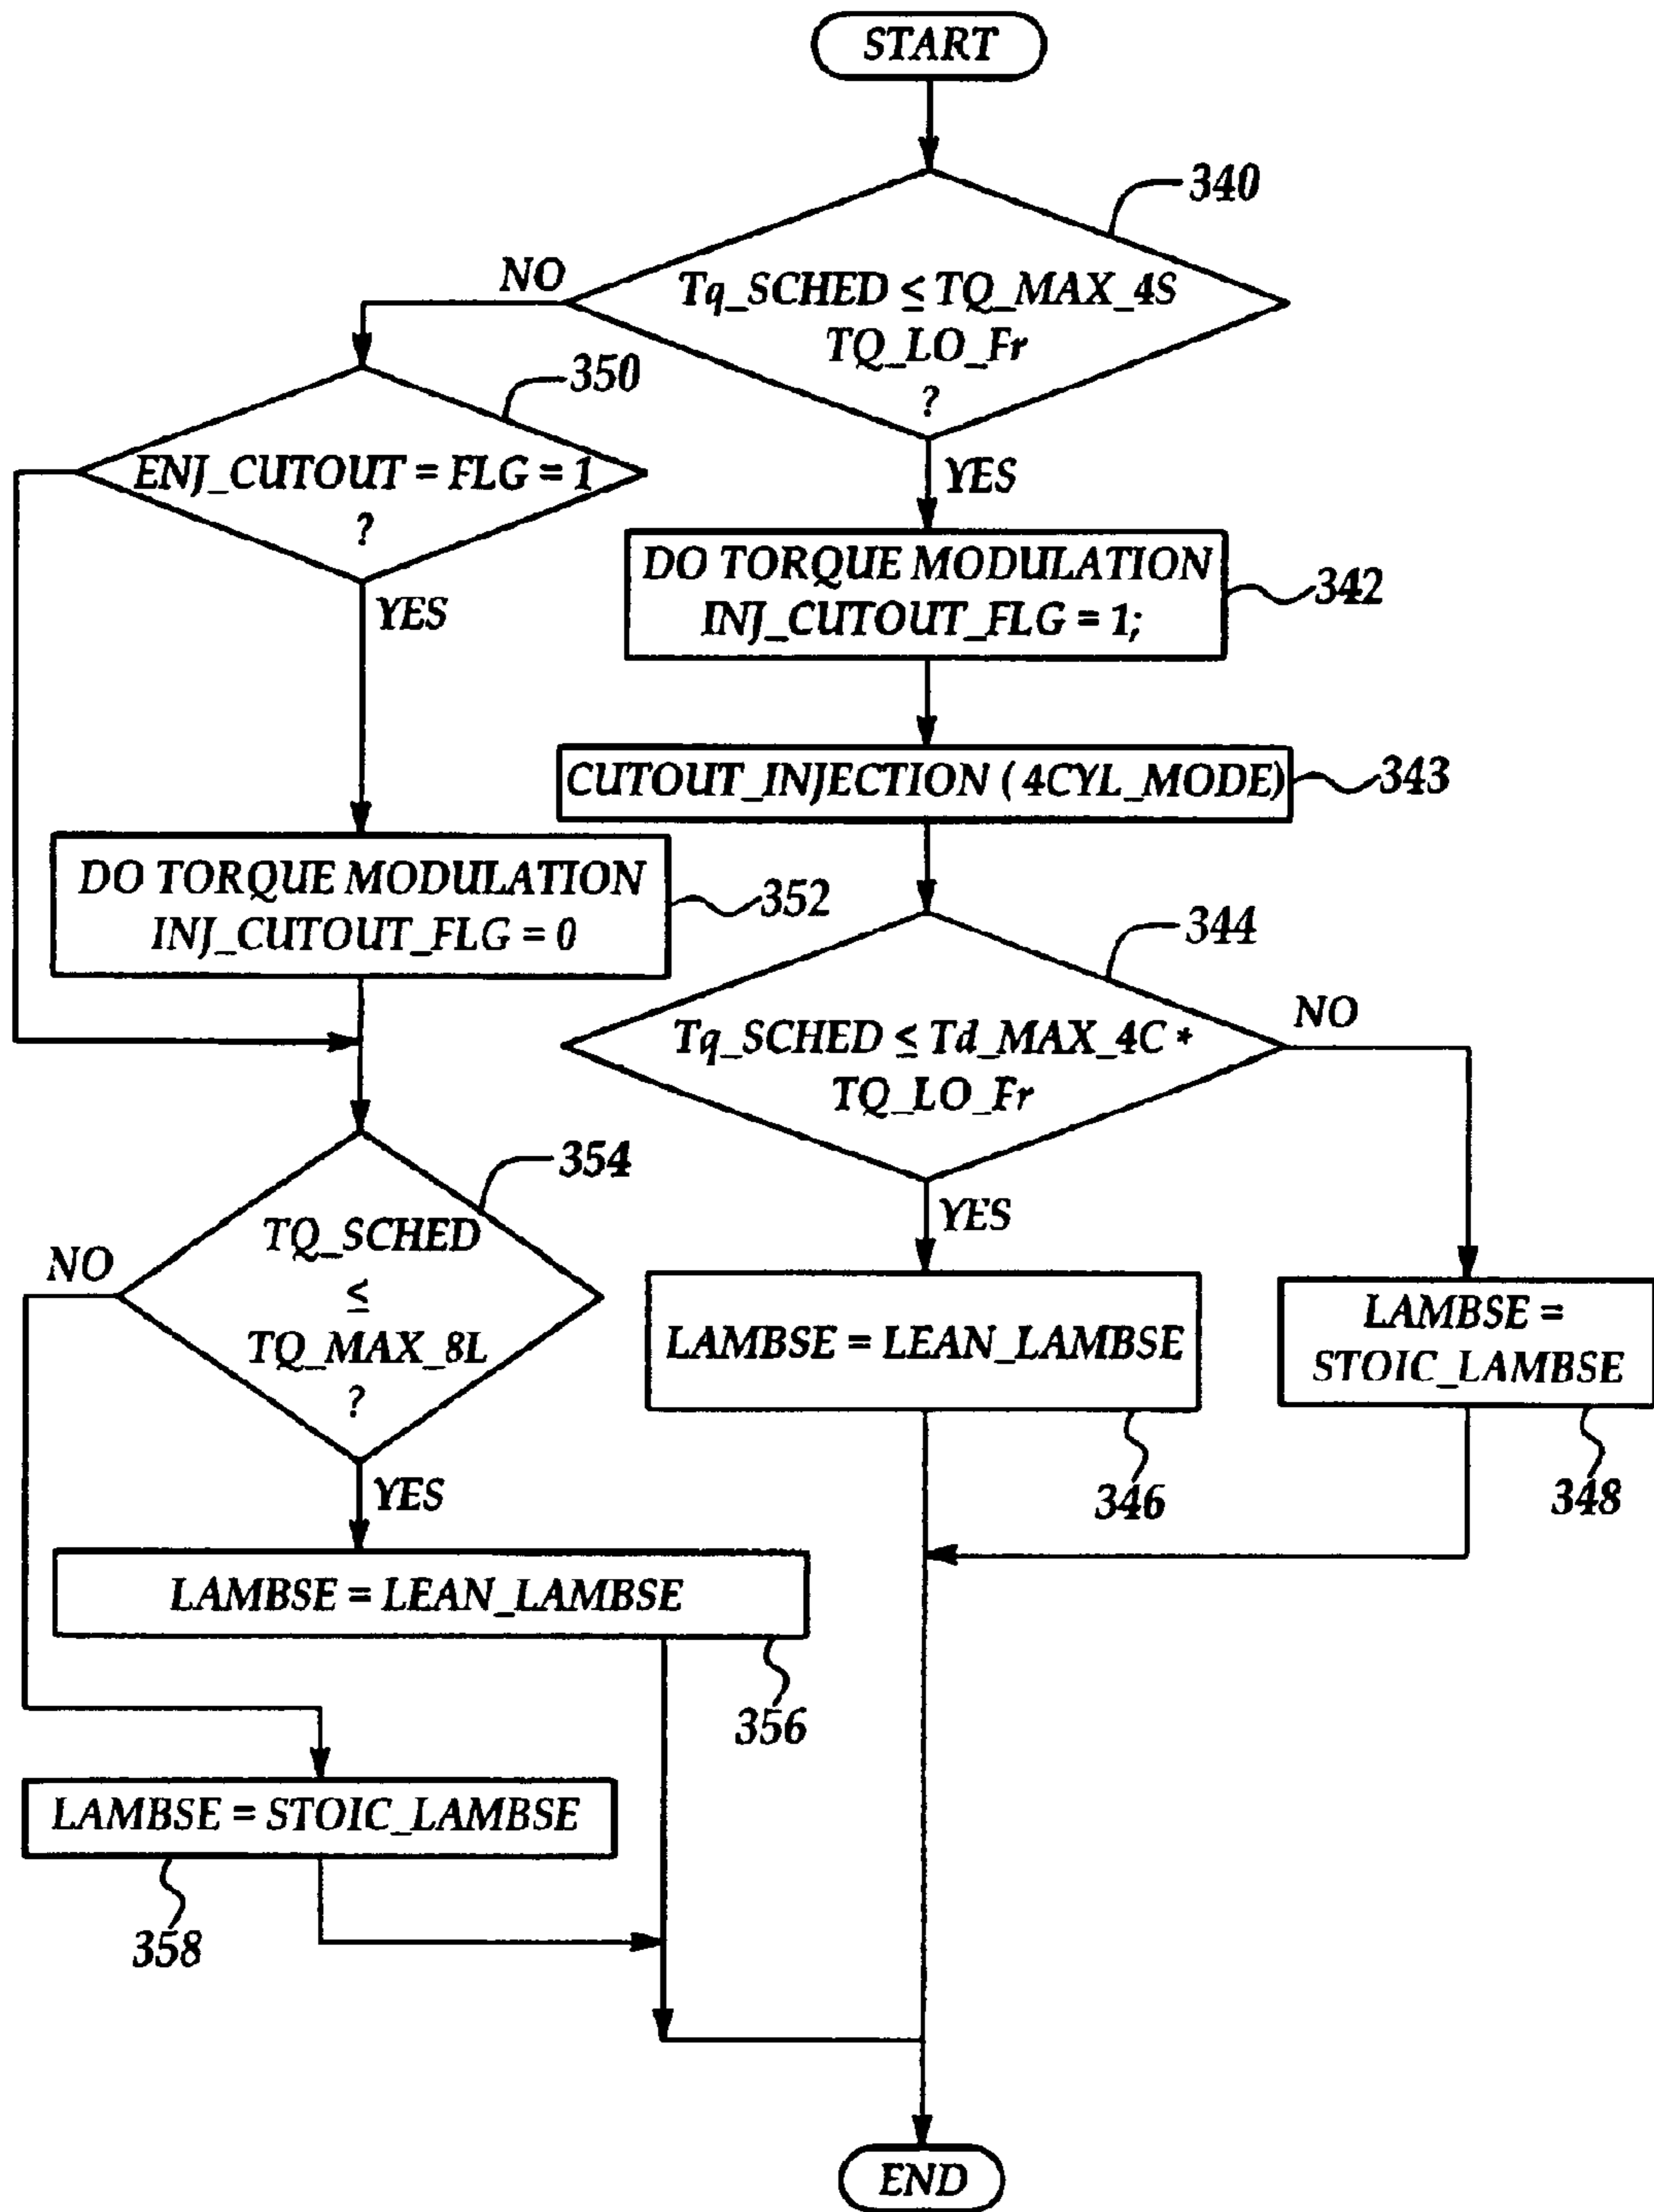 START
340
NO
Tq_SCHED ≤ TQ_MAX_4S
TQ_LO_Fr
?
350
YES
ENJ_CUTOUT = FLG = 1
?
DO TORQUE MODULATION
INJ_CUTOUT_FLG = 1;
342
YES
CUTOUT_INJECTION ( 4CYL_MODE)
343
DO TORQUE MODULATION
INJ_CUTOUT_FLG = 0
352
344
NO
Tq_SCHED ≤ Td_MAX_4C *
TQ_LO_Fr
354
YES
NO
TQ_SCHED
≤
TQ_MAX_8L
?
LAMBSE = LEAN_LAMBSE
LAMBSE =
STOIC_LAMBSE
346
348
YES
LAMBSE = LEAN_LAMBSE
356
LAMBSE = STOIC_LAMBSE
358
END